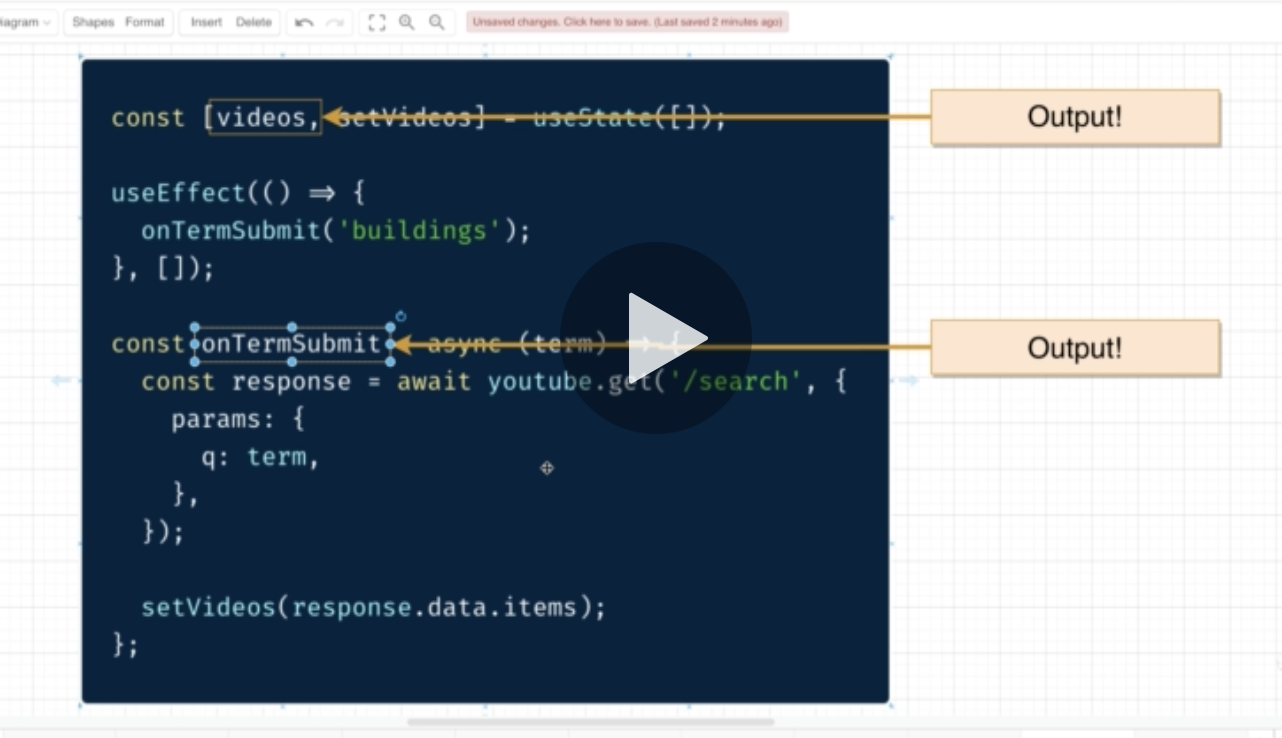 Shapes Format Insert Delete Unsaved changes. Click here to save. (Last saved 2 minutes ago)
const [videos, setVideos] = useState([]); Output!
useEffect(() => {
onTermSubmit('buildings');
}, []);
const onTermSubmit = async (term) => { Output!
const response = await youtube.get('/search', {
params: {
q: term,
},
});
setVideos(response.data.items);
};